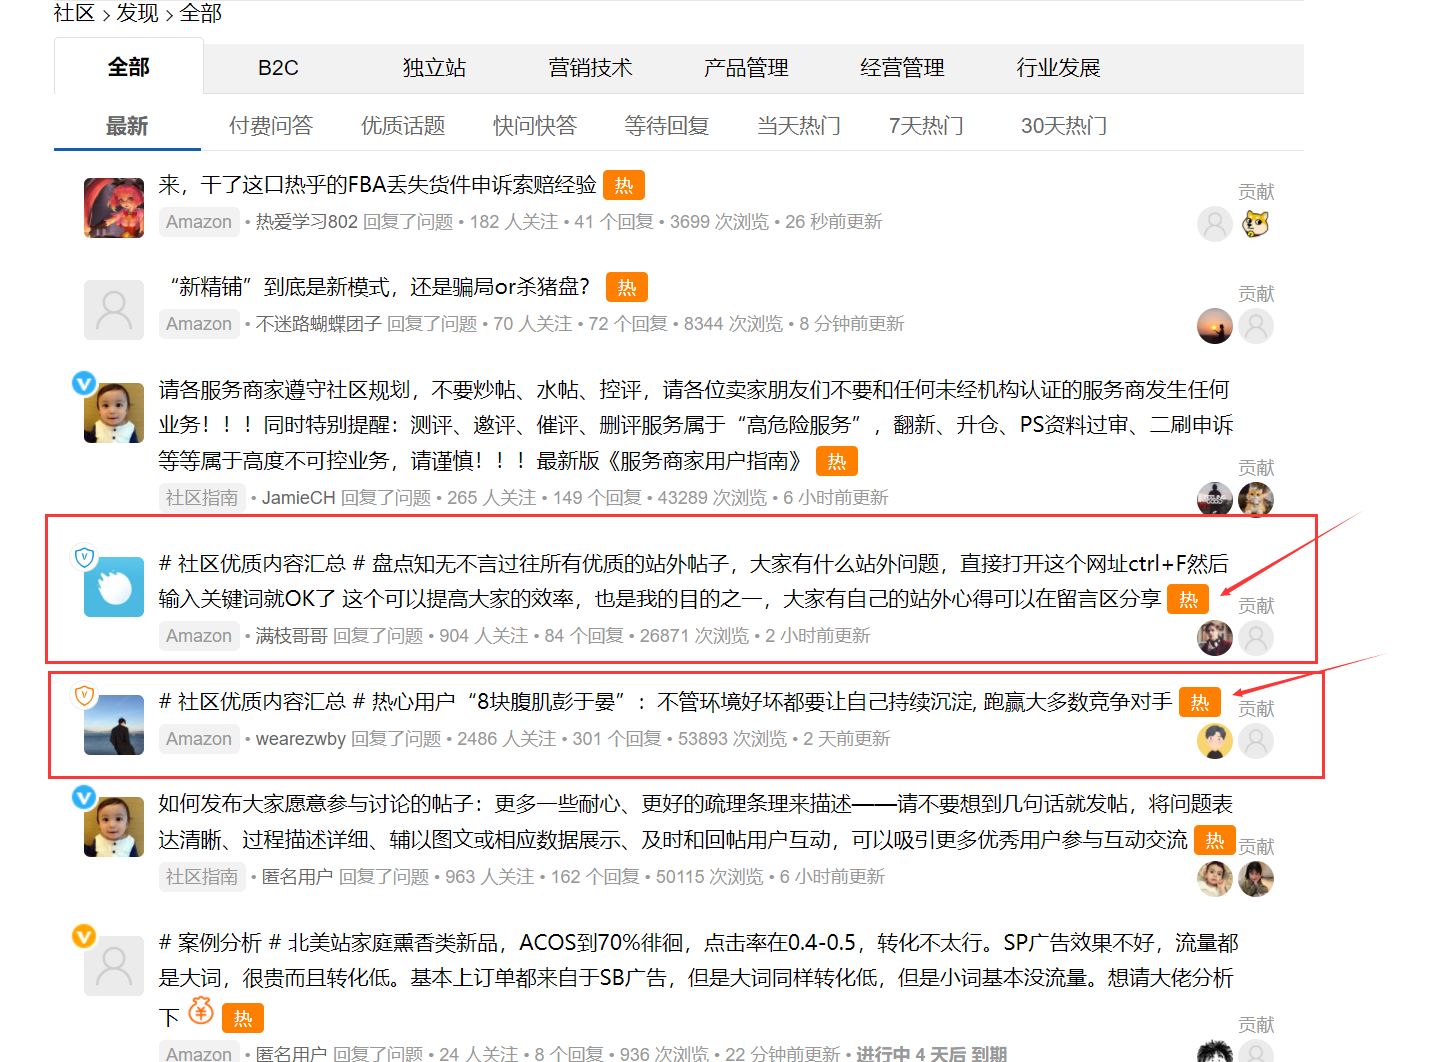 社区 > 发现 > 全部
全部 B2C 独立站 营销技术 产品管理 经营管理 行业发展
最新 付费问答 优质话题 快问快答 等待回复 当天热门 7天热门 30天热门
来，干了这口热乎的FBA丢失货件申诉索赔经验 热
贡献
Amazon • 热爱学习802 回复了问题 • 182 人关注 • 41 个回复 • 3699 次浏览 • 26 秒前更新
“新精铺”到底是新模式，还是骗局or杀猪盘？ 热
贡献
Amazon • 不迷路蝴蝶团子 回复了问题 • 70 人关注 • 72 个回复 • 8344 次浏览 • 8 分钟前更新
请各服务商家遵守社区规划，不要炒帖、水帖、控评，请各位卖家朋友们不要和任何未经机构认证的服务商发生任何
业务！！！同时特别提醒：测评、邀评、催评、删评服务属于“高危险服务”，翻新、升仓、PS资料过审、二刷申诉
等等属于高度不可控业务，请谨慎！！！最新版《服务商家用户指南》 热
贡献
社区指南 • JamieCH 回复了问题 • 265 人关注 • 149 个回复 • 43289 次浏览 • 6 小时前更新
# 社区优质内容汇总 # 盘点知无不言过往所有优质的站外帖子，大家有什么站外问题，直接打开这个网址ctrl+F然后
输入关键词就OK了 这个可以提高大家的效率，也是我的目的之一，大家有自己的站外心得可以在留言区分享 热
贡献
Amazon • 满枝哥哥 回复了问题 • 904 人关注 • 84 个回复 • 26871 次浏览 • 2 小时前更新
# 社区优质内容汇总 # 热心用户“8块腹肌彭于晏”：不管环境好坏都要让自己持续沉淀, 跑赢大多数竞争对手 热
贡献
Amazon • wearezwby 回复了问题 • 2486 人关注 • 301 个回复 • 53893 次浏览 • 2 天前更新
如何发布大家愿意参与讨论的帖子：更多一些耐心、更好的疏理条理来描述——请不要想到几句话就发帖，将问题表
达清晰、过程描述详细、辅以图文或相应数据展示、及时和回帖用户互动，可以吸引更多优秀用户参与互动交流 热
贡献
社区指南 • 匿名用户 回复了问题 • 963 人关注 • 162 个回复 • 50115 次浏览 • 6 小时前更新
# 案例分析 # 北美站家庭熏香类新品，ACOS到70%徘徊，点击率在0.4-0.5，转化不太行。SP广告效果不好，流量都
是大词，很贵而且转化低。基本上订单都来自于SB广告，但是大词同样转化低，但是小词基本没流量。想请大佬分析
下 ¥ 热
贡献
Amazon • 匿名用户 回复了问题 • 24 人关注 • 8 个回复 • 936 次浏览 • 22 分钟前更新 • 进行中 4 天后 到期